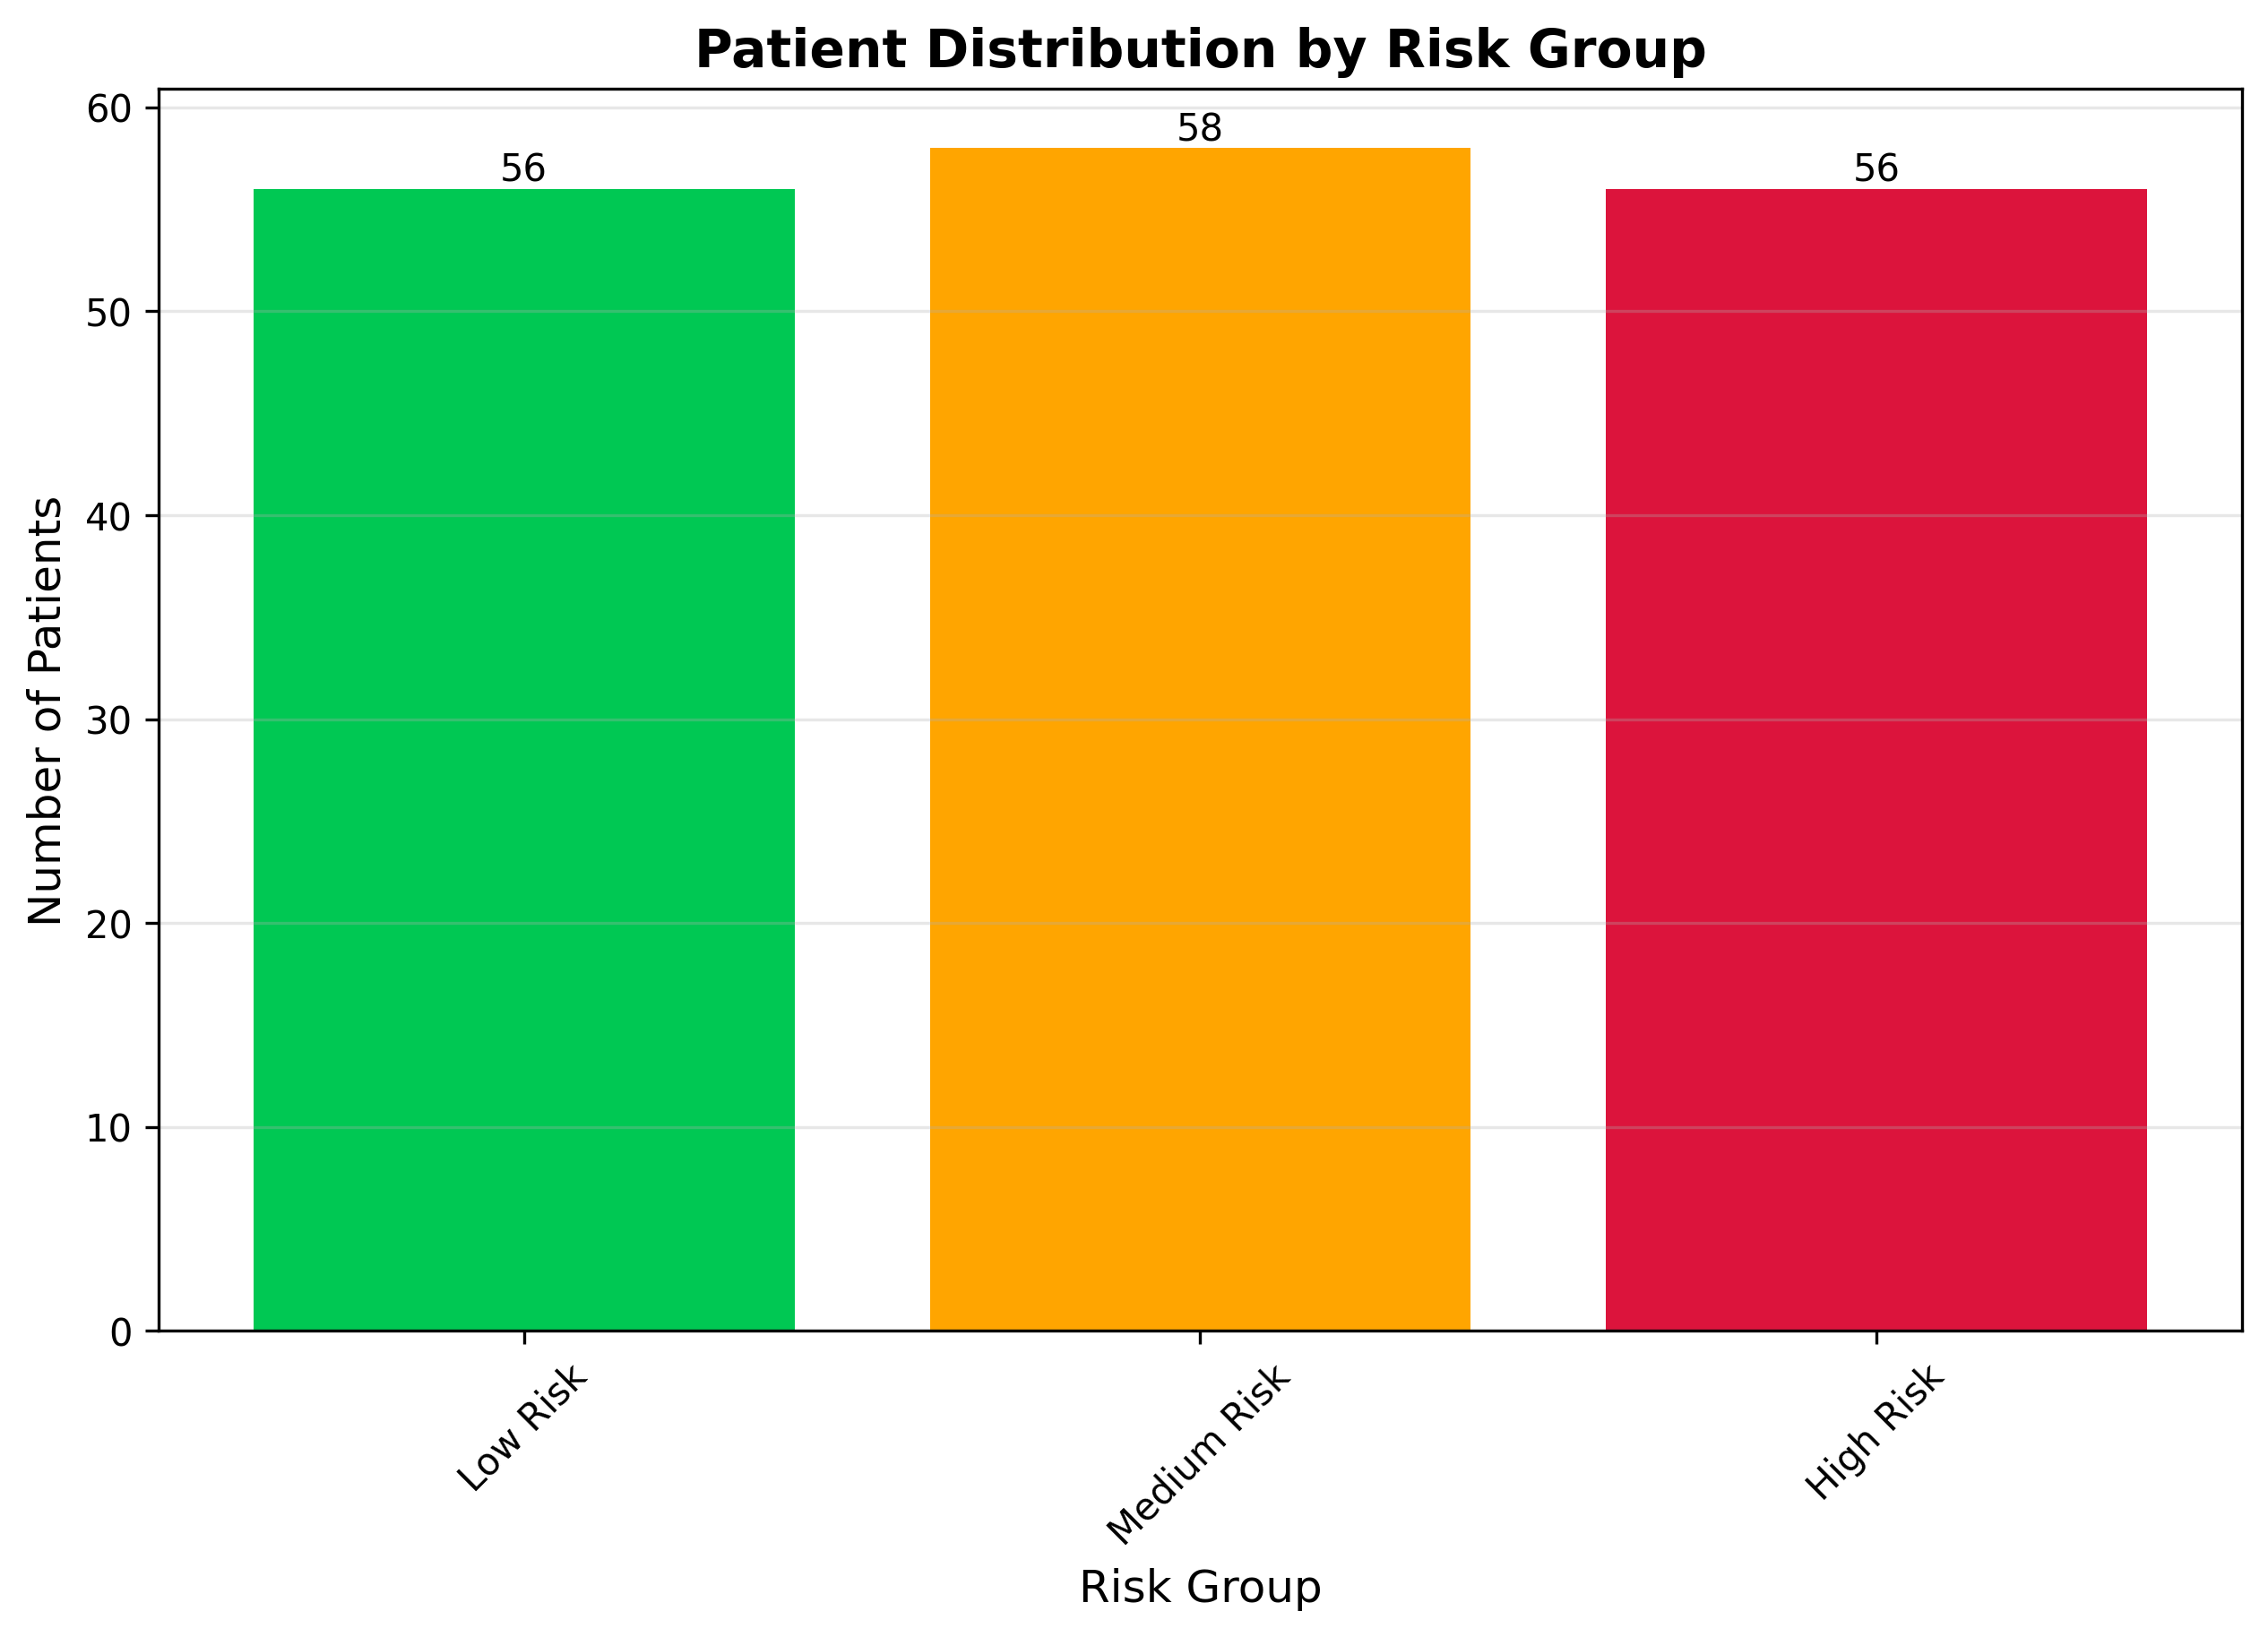 Patient Distribution by Risk Group
60
50
40
30
20
10
0
Number of Patients
56
58
56
Low Risk
Medium Risk
High Risk
Risk Group